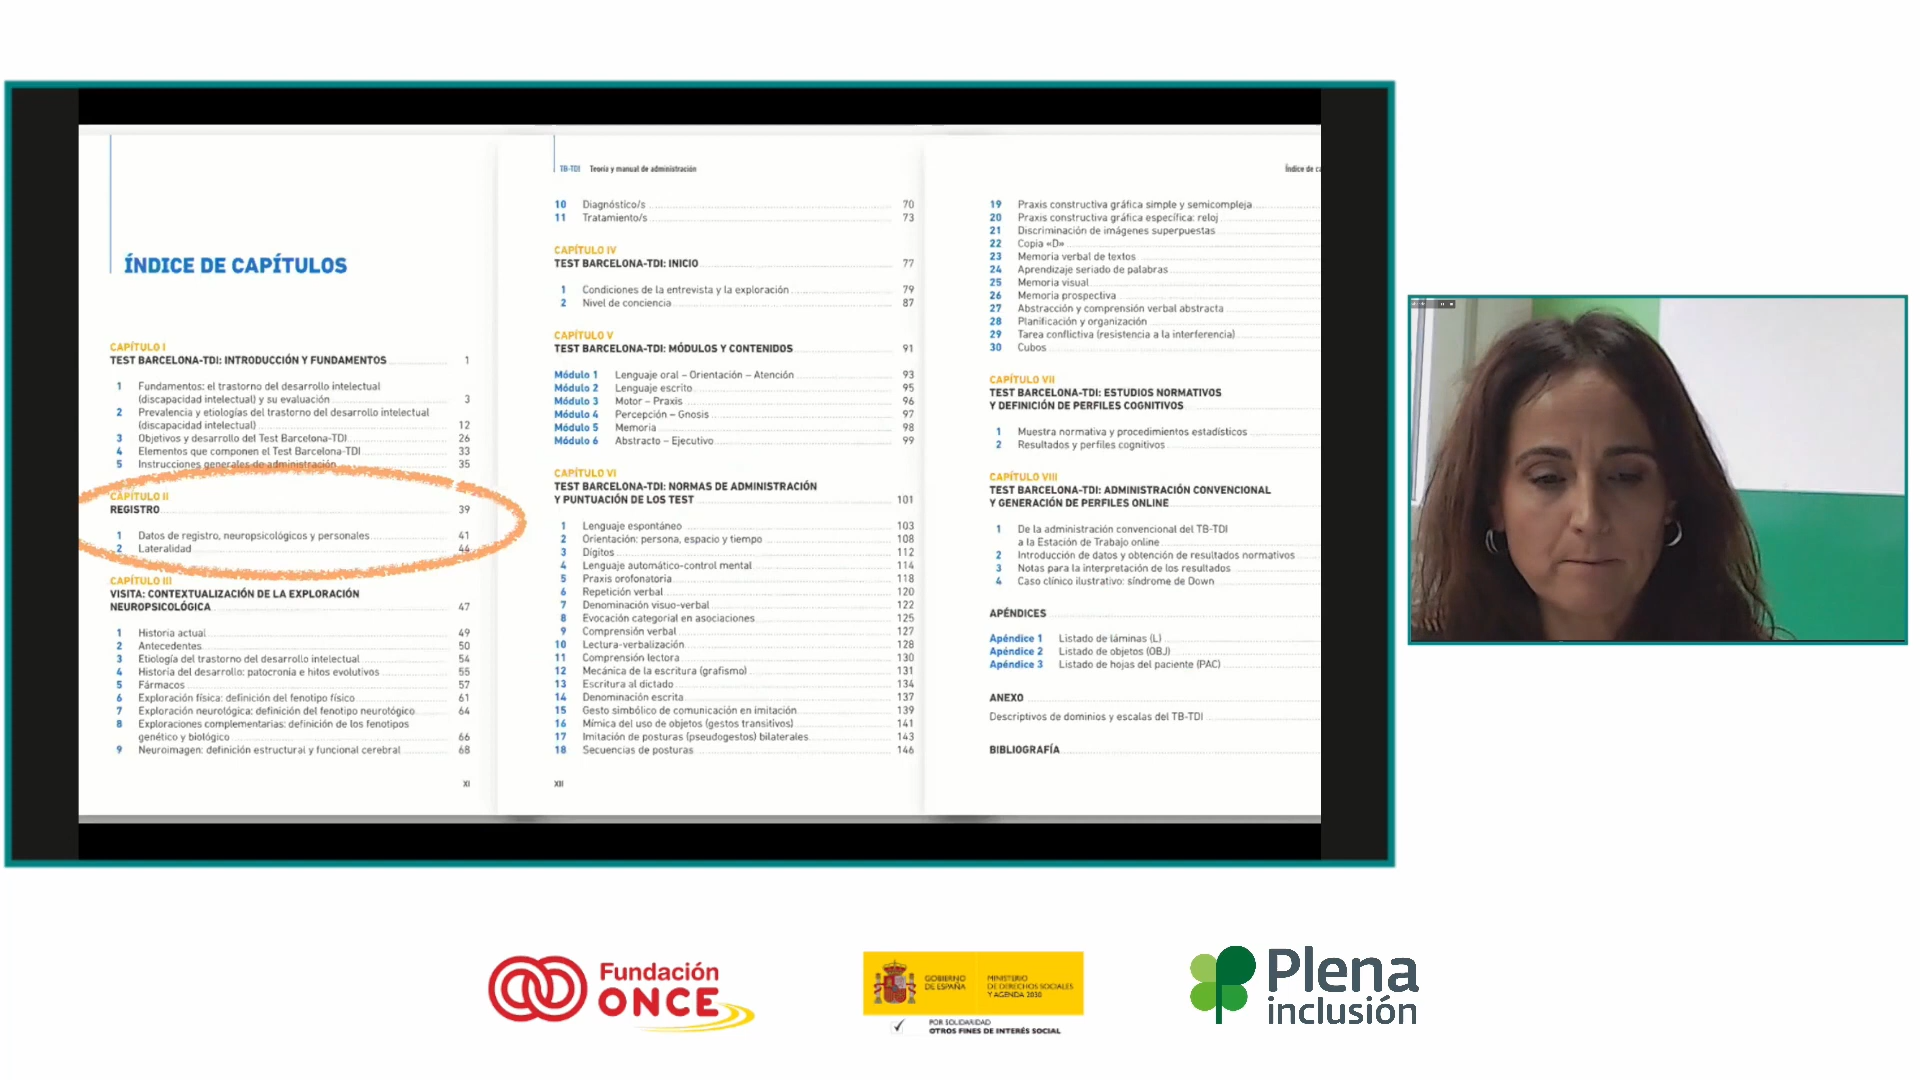 ÍNDICE DE CAPÍTULOS
CAPÍTULO I
TEST BARCELONA-TDI: INTRODUCCIÓN Y FUNDAMENTOS 1
1 Fundamentos: el trastorno del desarrollo intelectual
(discapacidad intelectual) y su evaluación 3
2 Prevalencia y etiologías del trastorno del desarrollo intelectual
(discapacidad intelectual) 12
3 Objetivos y desarrollo del Test Barcelona-TDI 26
4 Elementos que componen el Test Barcelona-TDI 33
5 Instrucciones generales de administración 35
CAPÍTULO II
REGISTRO 39
1 Datos de registro, neuropsicológicos y personales 41
2 Lateralidad 44
CAPÍTULO III
VISITA: CONTEXTUALIZACIÓN DE LA EXPLORACIÓN
NEUROPSICOLÓGICA 47
1 Historia actual 49
2 Antecedentes 50
3 Etiología del trastorno del desarrollo intelectual 54
4 Historia del desarrollo: patocronia e hitos evolutivos 55
5 Fármacos 57
6 Exploración física: definición del fenotipo físico 61
7 Exploración neurológica: definición del fenotipo neurológico 64
8 Exploraciones complementarias: definición de los fenotipos
genético y biológico 66
9 Neuroimagen: definición estructural y funcional cerebral 68
XI
TB-TDI Teoría y manual de administración
10 Diagnóstico/s 70
11 Tratamiento/s 73
CAPÍTULO IV
TEST BARCELONA-TDI: INICIO 77
1 Condiciones de la entrevista y la exploración 79
2 Nivel de conciencia 87
CAPÍTULO V
TEST BARCELONA-TDI: MÓDULOS Y CONTENIDOS 91
Módulo 1 Lenguaje oral – Orientación – Atención 93
Módulo 2 Lenguaje escrito 95
Módulo 3 Motor – Praxis 96
Módulo 4 Percepción – Gnosis 97
Módulo 5 Memoria 98
Módulo 6 Abstracto – Ejecutivo 99
CAPÍTULO VI
TEST BARCELONA-TDI: NORMAS DE ADMINISTRACIÓN
Y PUNTUACIÓN DE LOS TEST 101
1 Lenguaje espontáneo 103
2 Orientación: persona, espacio y tiempo 108
3 Dígitos 112
4 Lenguaje automático-control mental 114
5 Praxis orofonatoria 118
6 Repetición verbal 120
7 Denominación visuo-verbal 122
8 Evocación categorial en asociaciones 125
9 Comprensión verbal 127
10 Lectura-verbalización 128
11 Comprensión lectora 130
12 Mecánica de la escritura (grafismo) 131
13 Escritura al dictado 134
14 Denominación escrita 137
15 Gesto simbólico de comunicación en imitación 139
16 Mímica del uso de objetos (gestos transitivos) 141
17 Imitación de posturas (pseudogestos) bilaterales 143
18 Secuencias de posturas 146
XII
Índice de ca
19 Praxis constructiva gráfica simple y semicompleja
20 Praxis constructiva gráfica específica: reloj
21 Discriminación de imágenes superpuestas
22 Copia «D»
23 Memoria verbal de textos
24 Aprendizaje seriado de palabras
25 Memoria visual
26 Memoria prospectiva
27 Abstracción y comprensión verbal abstracta
28 Planificación y organización
29 Tarea conflictiva (resistencia a la interferencia)
30 Cubos
CAPÍTULO VII
TEST BARCELONA-TDI: ESTUDIOS NORMATIVOS
Y DEFINICIÓN DE PERFILES COGNITIVOS
1 Muestra normativa y procedimientos estadísticos
2 Resultados y perfiles cognitivos
CAPÍTULO VIII
TEST BARCELONA-TDI: ADMINISTRACIÓN CONVENCIONAL
Y GENERACIÓN DE PERFILES ONLINE
1 De la administración convencional del TB-TDI
a la Estación de Trabajo online
2 Introducción de datos y obtención de resultados normativos
3 Notas para la interpretación de los resultados
4 Caso clínico ilustrativo: síndrome de Down
APÉNDICES
Apéndice 1 Listado de láminas (L)
Apéndice 2 Listado de objetos (OBJ)
Apéndice 3 Listado de hojas del paciente (PAC)
ANEXO
Descriptivos de dominios y escalas del TB-TDI
BIBLIOGRAFÍA
Fundación
ONCE
GOBIERNO
DE ESPAÑA
MINISTERIO
DE DERECHOS SOCIALES
Y AGENDA 2030
POR SOLIDARIDAD
OTROS FINES DE INTERÉS SOCIAL
Plena
inclusión